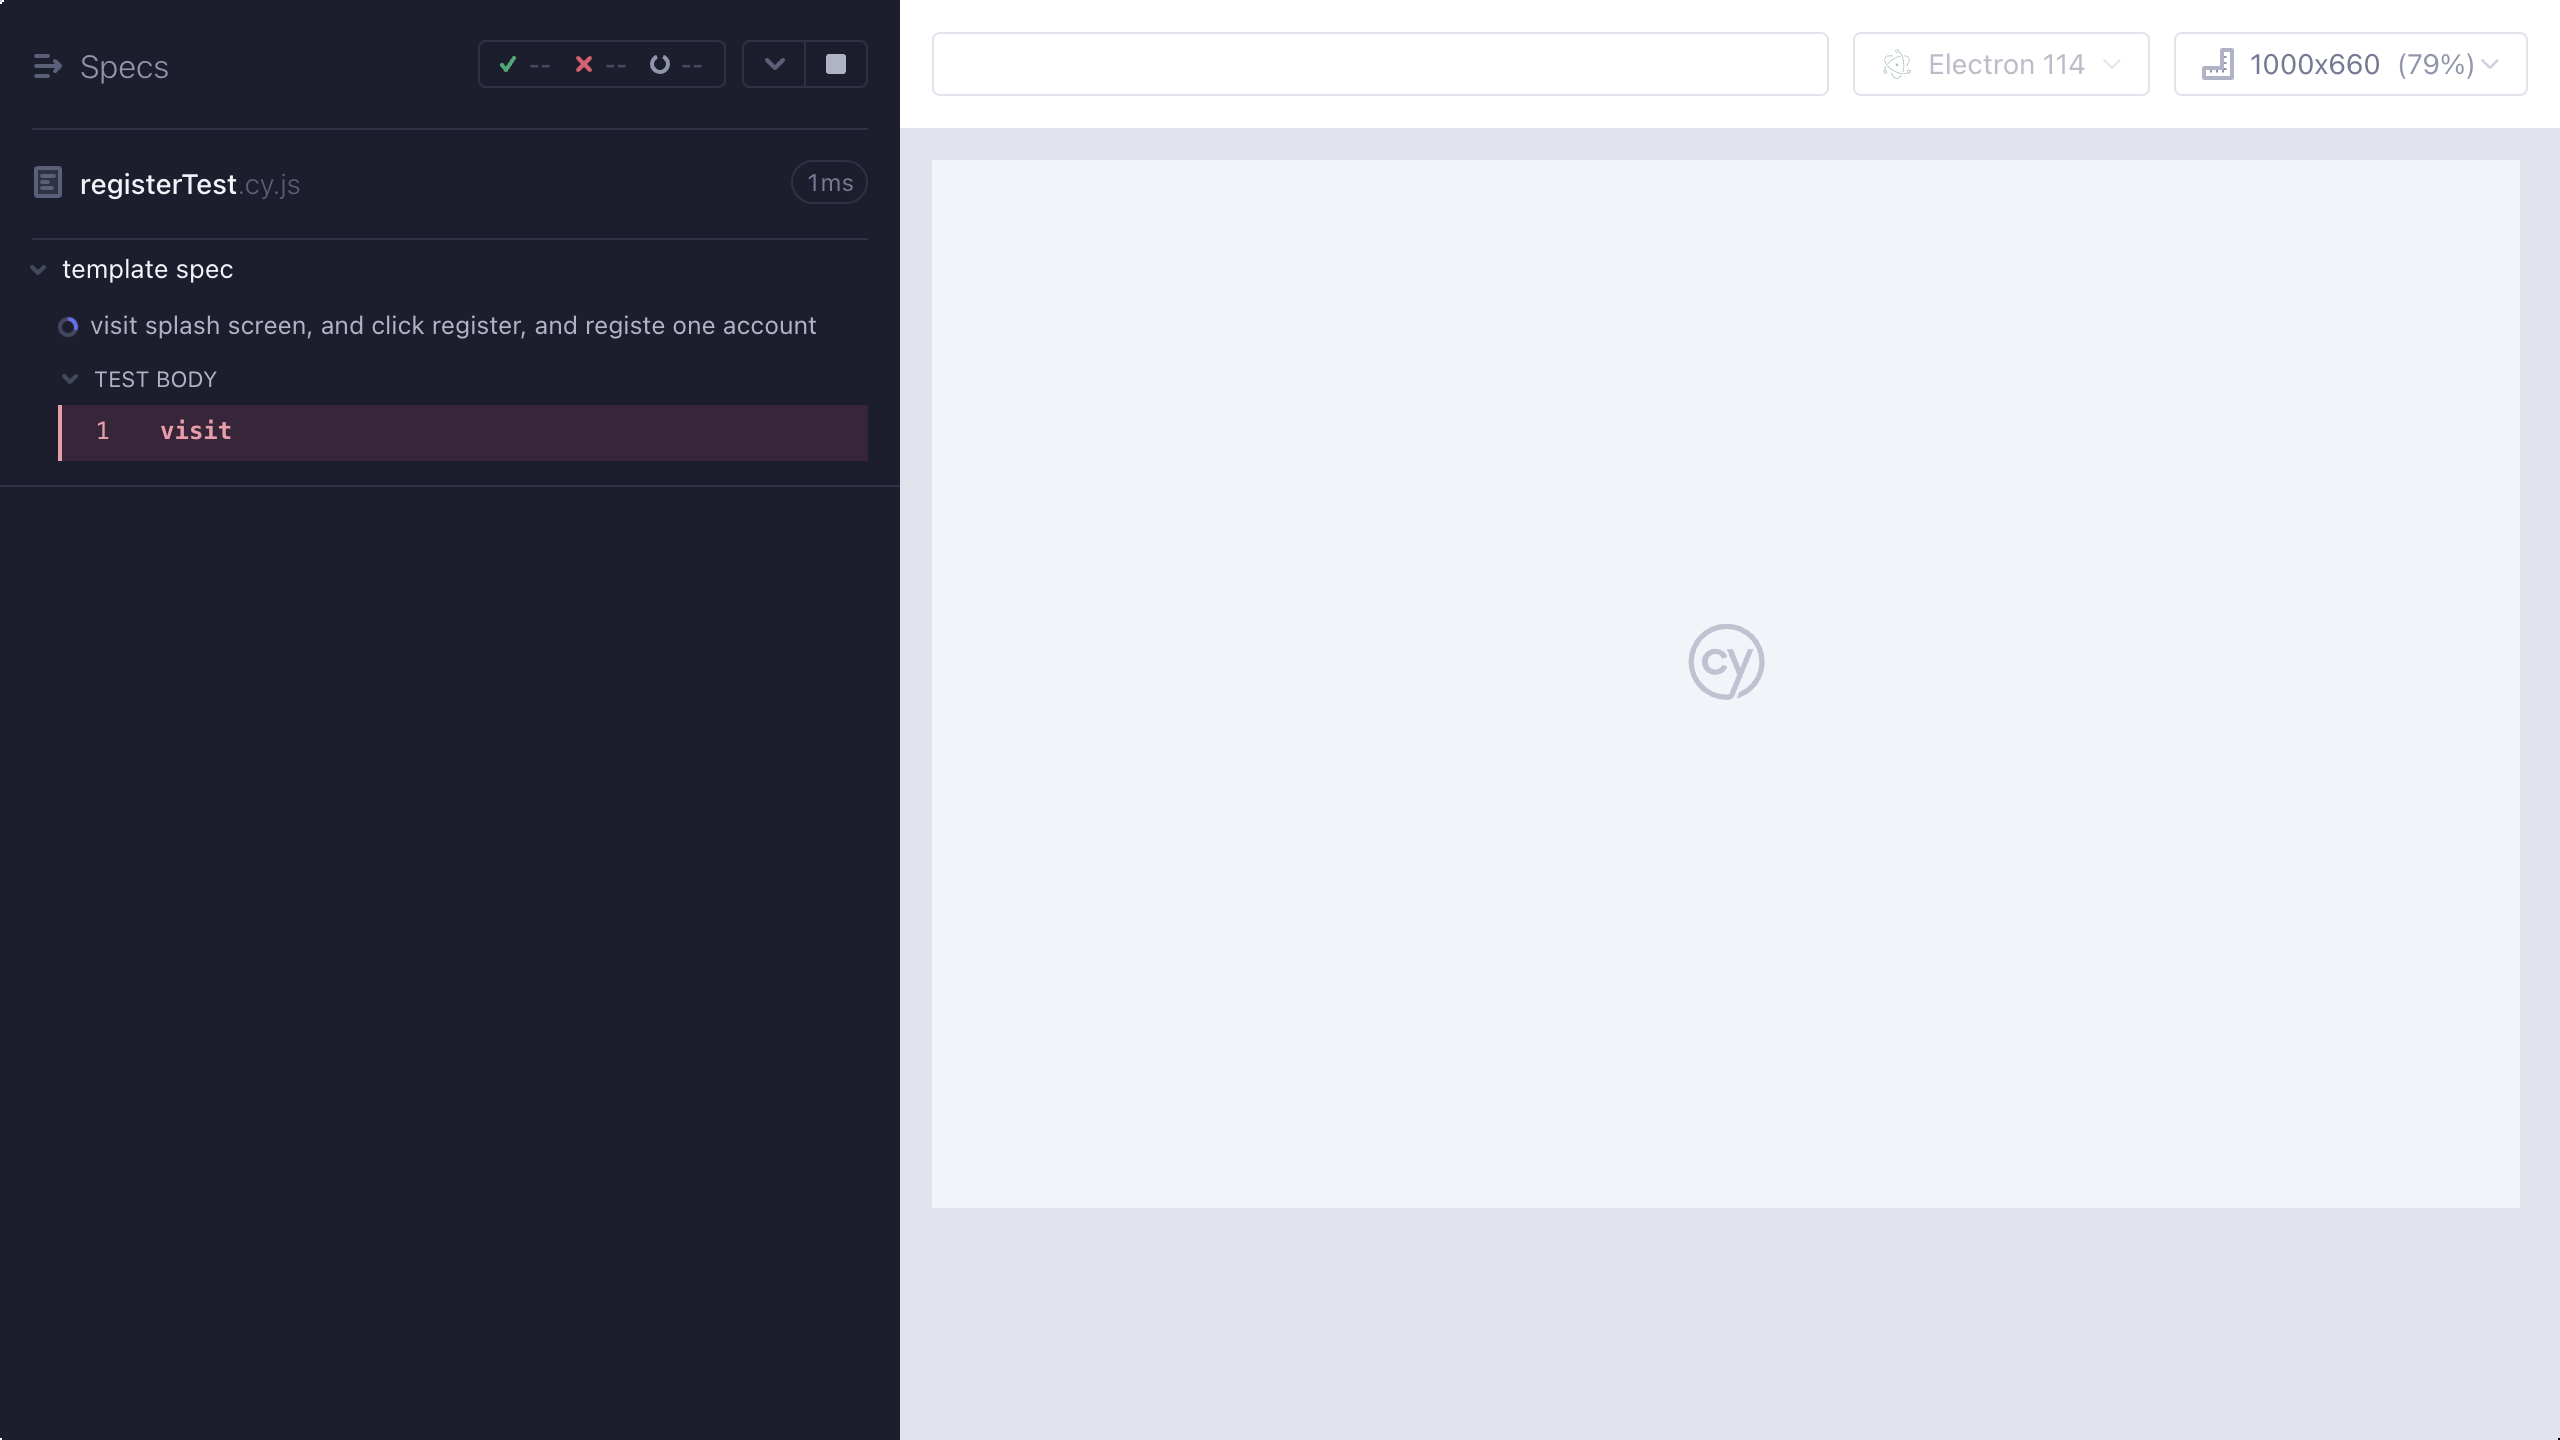 Specs
-- -- --
registerTest.cy.js
1ms
template spec
visit splash screen, and click register, and registe one account
TEST BODY
1 visit
Electron 114
1000x660 (79%)
cy